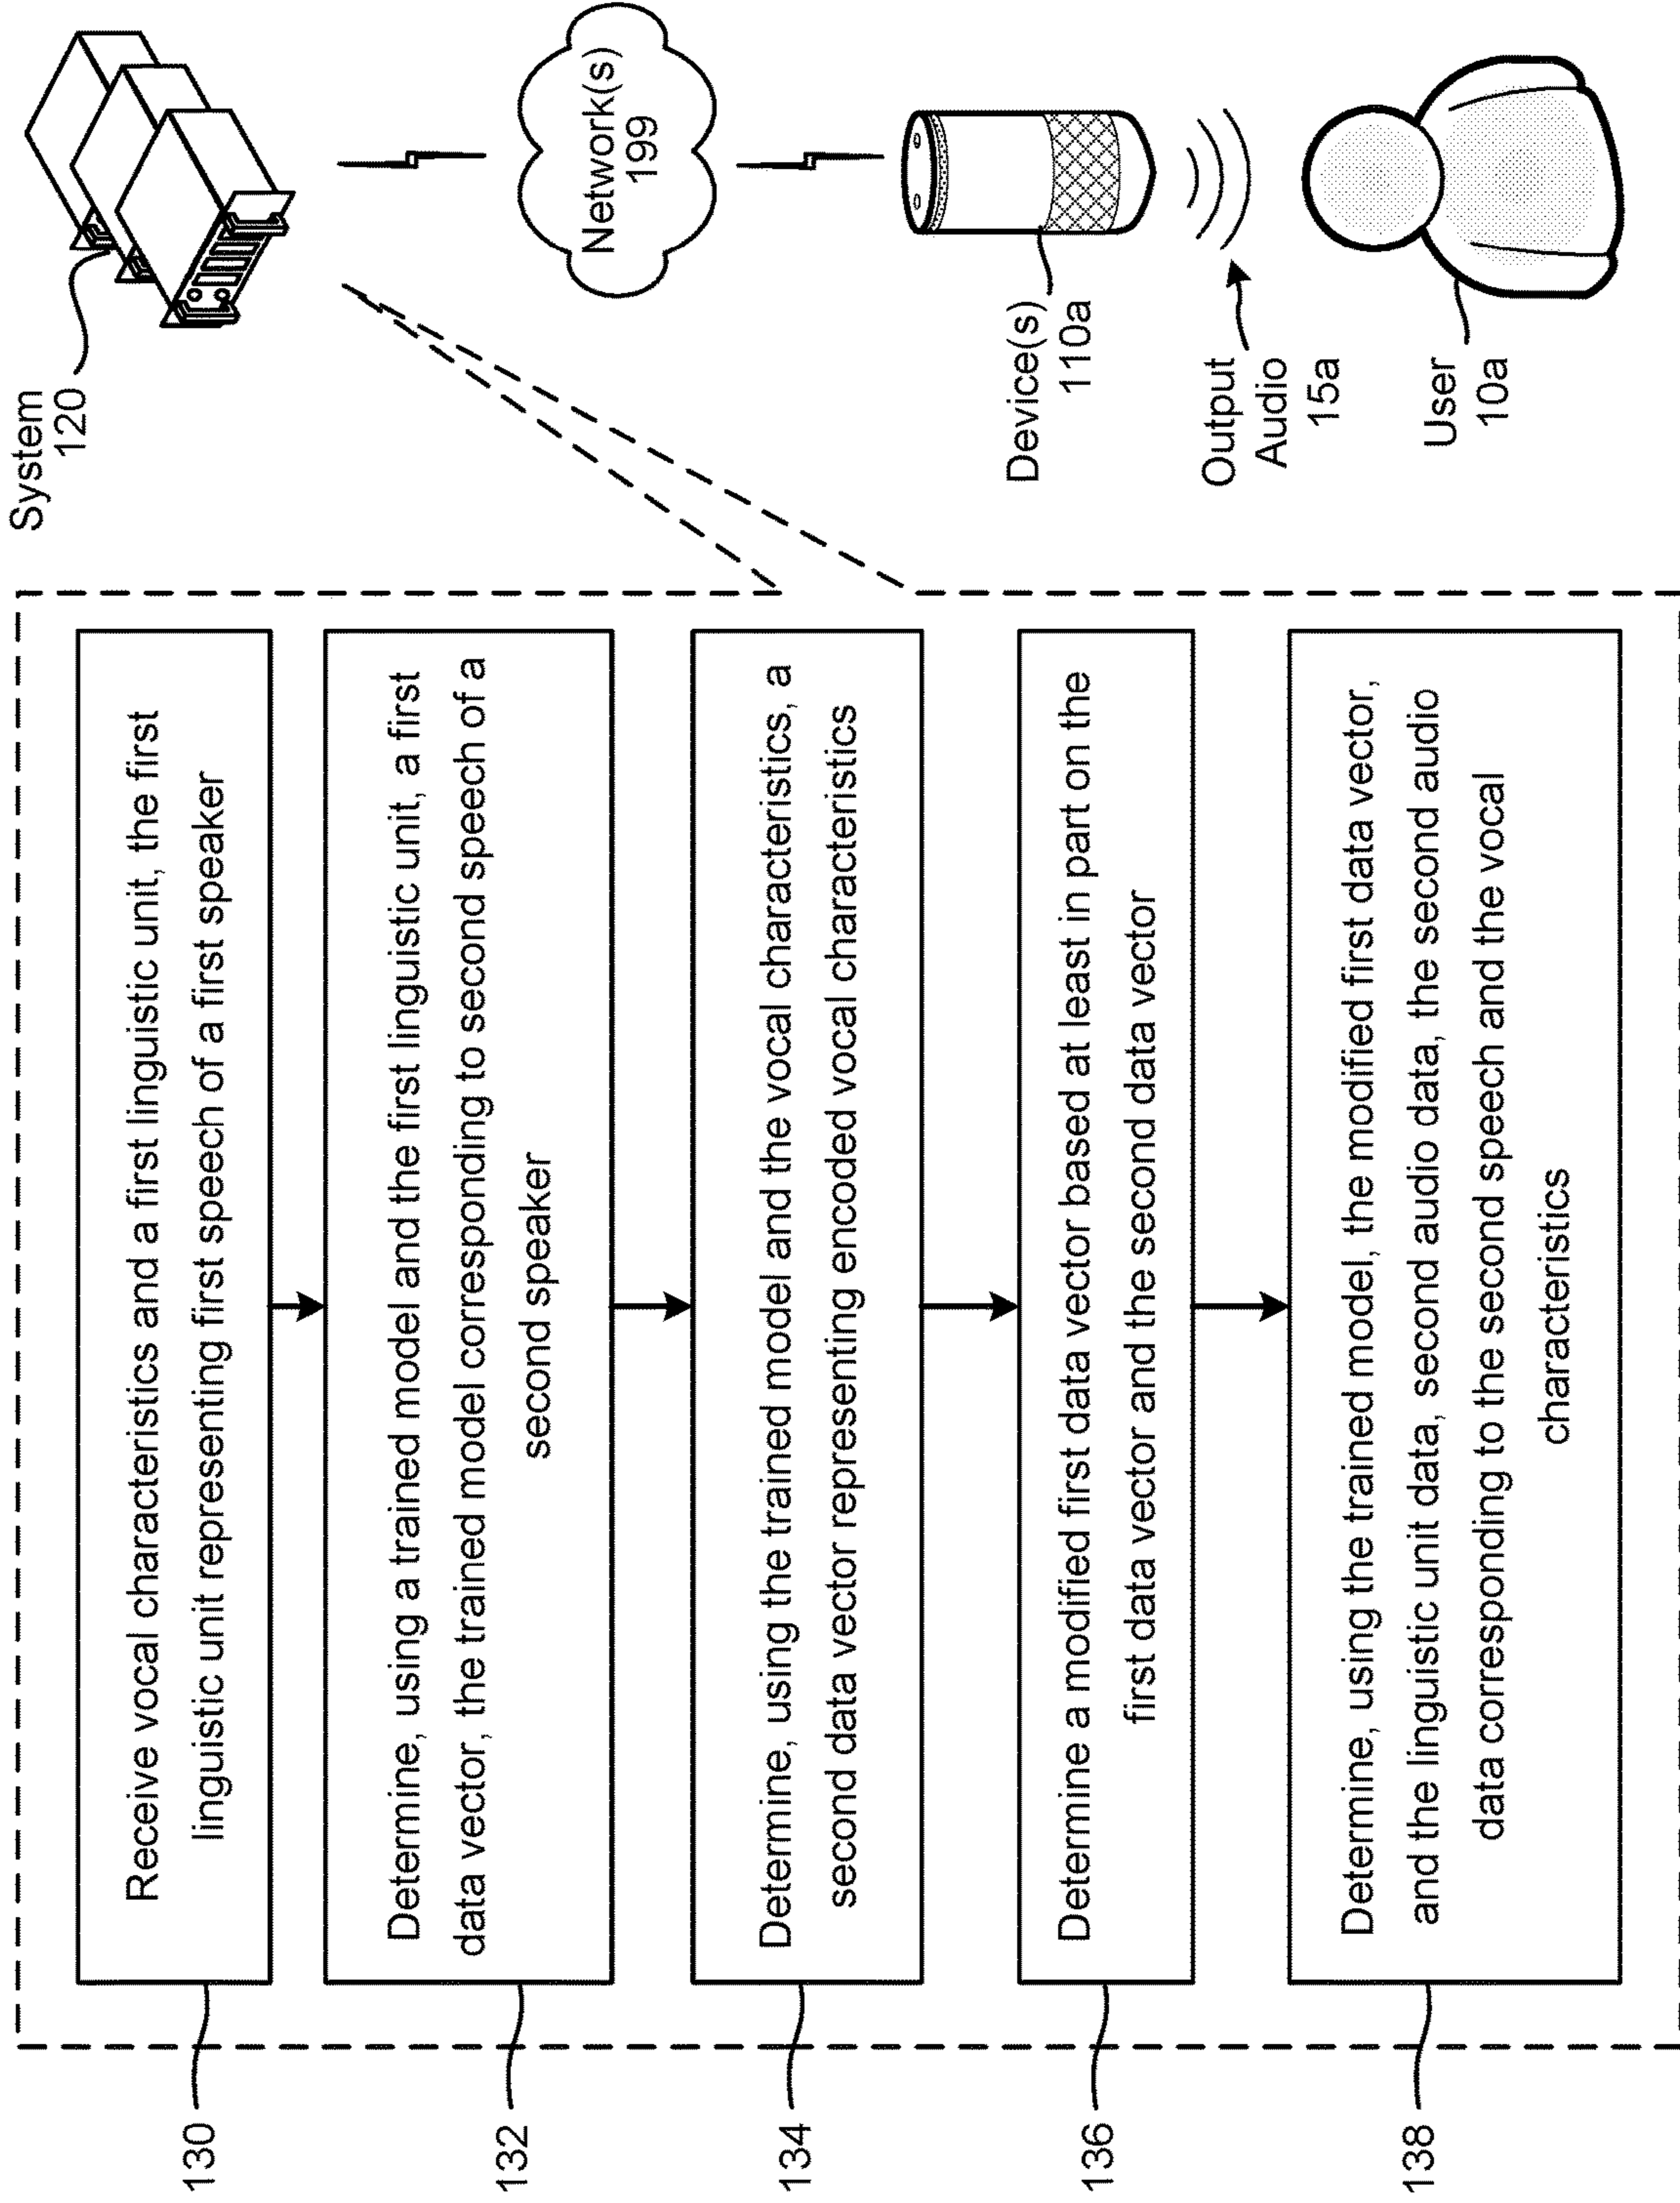 130
Receive vocal characteristics and a first linguistic unit, the first
linguistic unit representing first speech of a first speaker
132
Determine, using a trained model and the first linguistic unit, a first
data vector, the trained model corresponding to second speech of a
second speaker
134
Determine, using the trained model and the vocal characteristics, a
second data vector representing encoded vocal characteristics
136
Determine a modified first data vector based at least in part on the
first data vector and the second data vector
138
Determine, using the trained model, the modified first data vector,
and the linguistic unit data, second audio data, the second audio
data corresponding to the second speech and the vocal
characteristics
System
120
Network(s)
199
Device(s)
110a
Output
Audio
15a
User
10a